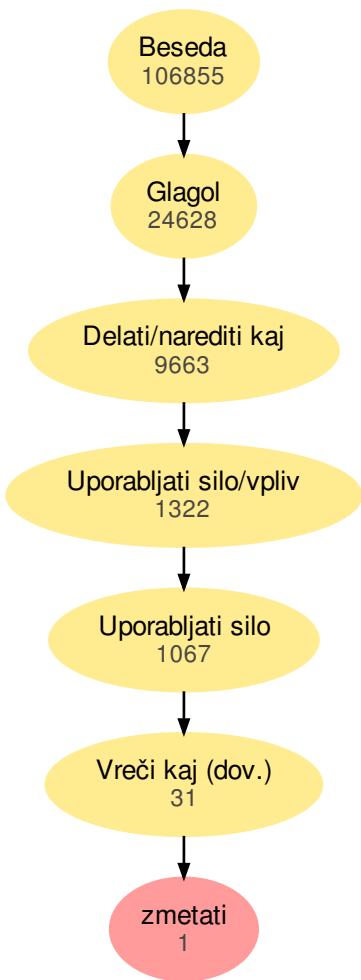 Beseda
106855
Glagol
24628
Delati/narediti kaj
9663
Uporabljati silo/vpliv
1322
Uporabljati silo
1067
Vreči kaj (dov.)
31
zmetati
1